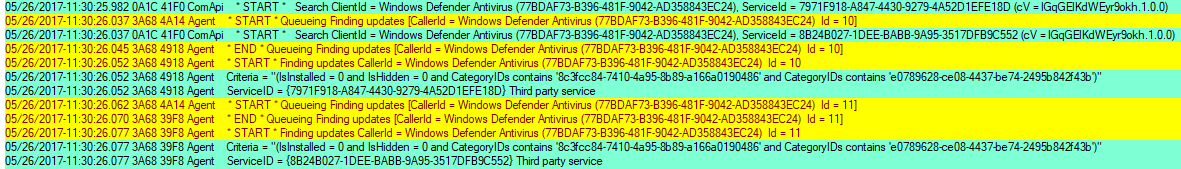 05/26/2017-11:30:25.982 0A1C 41F0 ComApi * START * Search ClientId = Windows Defender Antivirus (77BDAF73-B396-481F-9042-AD358843EC24), ServiceId = 7971F918-A847-4430-9279-4A52D1EFE18D (cV = lGqGElKdWEyr9okh.1.0.0)
05/26/2017-11:30:26.037 3A68 4A14 Agent * START * Queueing Finding updates [CallerId = Windows Defender Antivirus (77BDAF73-B396-481F-9042-AD358843EC24) Id = 10]
05/26/2017-11:30:26.037 0A1C 41F0 ComApi * START * Search ClientId = Windows Defender Antivirus (77BDAF73-B396-481F-9042-AD358843EC24), ServiceId = 8B24B027-1DEE-BABB-9A95-3517DFB9C552 (cV = lGqGElKdWEyr9okh.1.0.0)
05/26/2017-11:30:26.045 3A68 4918 Agent * END * Queueing Finding updates [CallerId = Windows Defender Antivirus (77BDAF73-B396-481F-9042-AD358843EC24) Id = 10]
05/26/2017-11:30:26.052 3A68 4918 Agent * START * Finding updates CallerId = Windows Defender Antivirus (77BDAF73-B396-481F-9042-AD358843EC24) Id = 10
05/26/2017-11:30:26.052 3A68 4918 Agent Criteria = "(IsInstalled = 0 and IsHidden = 0 and CategoryIDs contains '8c3fcc84-7410-4a95-8b89-a166a0190486' and CategoryIDs contains 'e0789628-ce08-4437-be74-2495b842f43b')"
05/26/2017-11:30:26.052 3A68 4918 Agent ServiceID = {7971F918-A847-4430-9279-4A52D1EFE18D} Third party service
05/26/2017-11:30:26.062 3A68 4A14 Agent * START * Queueing Finding updates [CallerId = Windows Defender Antivirus (77BDAF73-B396-481F-9042-AD358843EC24) Id = 11]
05/26/2017-11:30:26.070 3A68 39F8 Agent * END * Queueing Finding updates [CallerId = Windows Defender Antivirus (77BDAF73-B396-481F-9042-AD358843EC24) Id = 11]
05/26/2017-11:30:26.077 3A68 39F8 Agent * START * Finding updates CallerId = Windows Defender Antivirus (77BDAF73-B396-481F-9042-AD358843EC24) Id = 11
05/26/2017-11:30:26.077 3A68 39F8 Agent Criteria = "(IsInstalled = 0 and IsHidden = 0 and CategoryIDs contains '8c3fcc84-7410-4a95-8b89-a166a0190486' and CategoryIDs contains 'e0789628-ce08-4437-be74-2495b842f43b')"
05/26/2017-11:30:26.077 3A68 39F8 Agent ServiceID = {8B24B027-1DEE-BABB-9A95-3517DFB9C552} Third party service